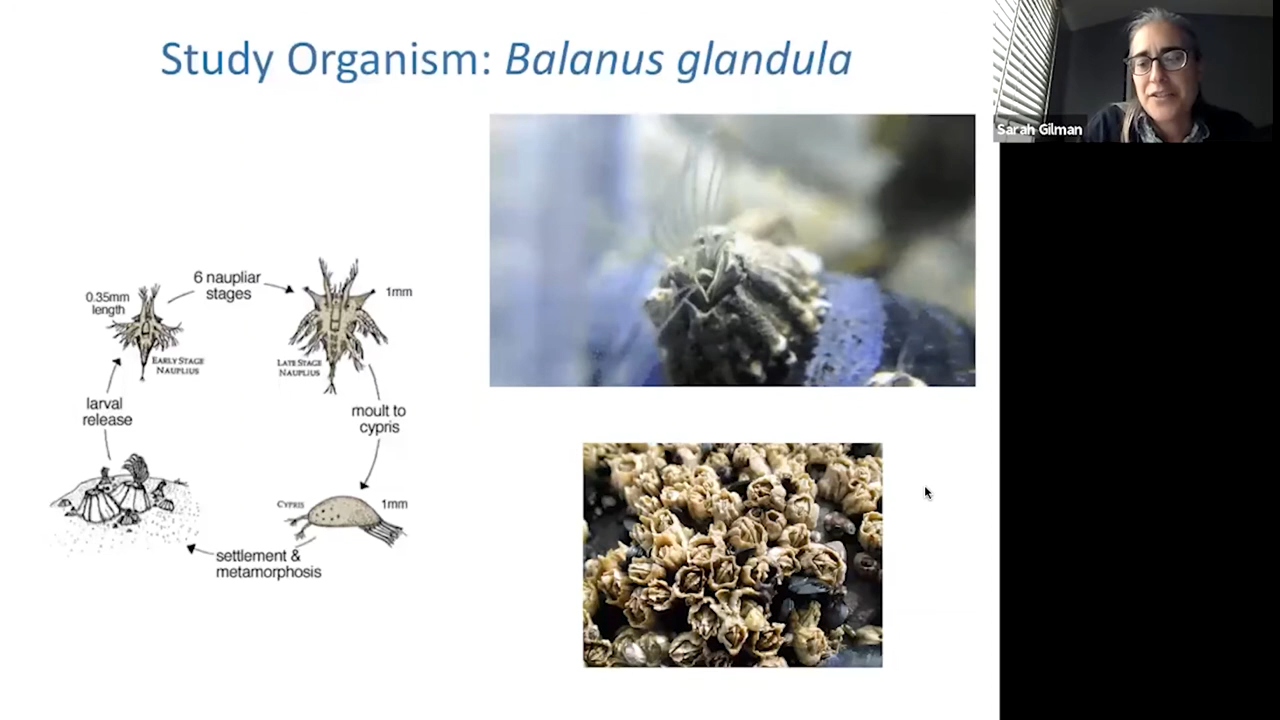 Study Organism: Balanus glandula
Sarah Gilman
6 naupliar
stages
0.35mm
length
1mm
EARLY STAGE
NAUPLIUS
LATE STAGE
NAUPLIUS
larval
release
moult to
cypris
CYPRIS
1mm
settlement &
metamorphosis